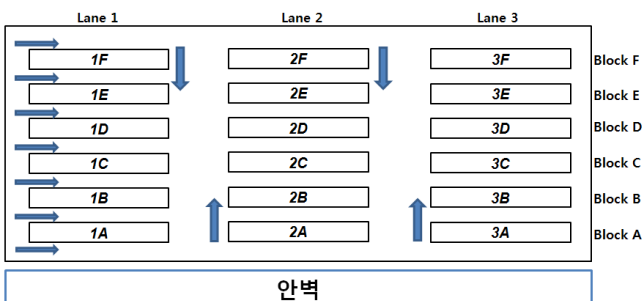 Lane 1 Lane 2 Lane 3
1F 2F 3F Block F
1E 2E 3E Block E
1D 2D 3D Block D
1C 2C 3C Block C
1B 2B 3B Block B
1A 2A 3A Block A
안벽